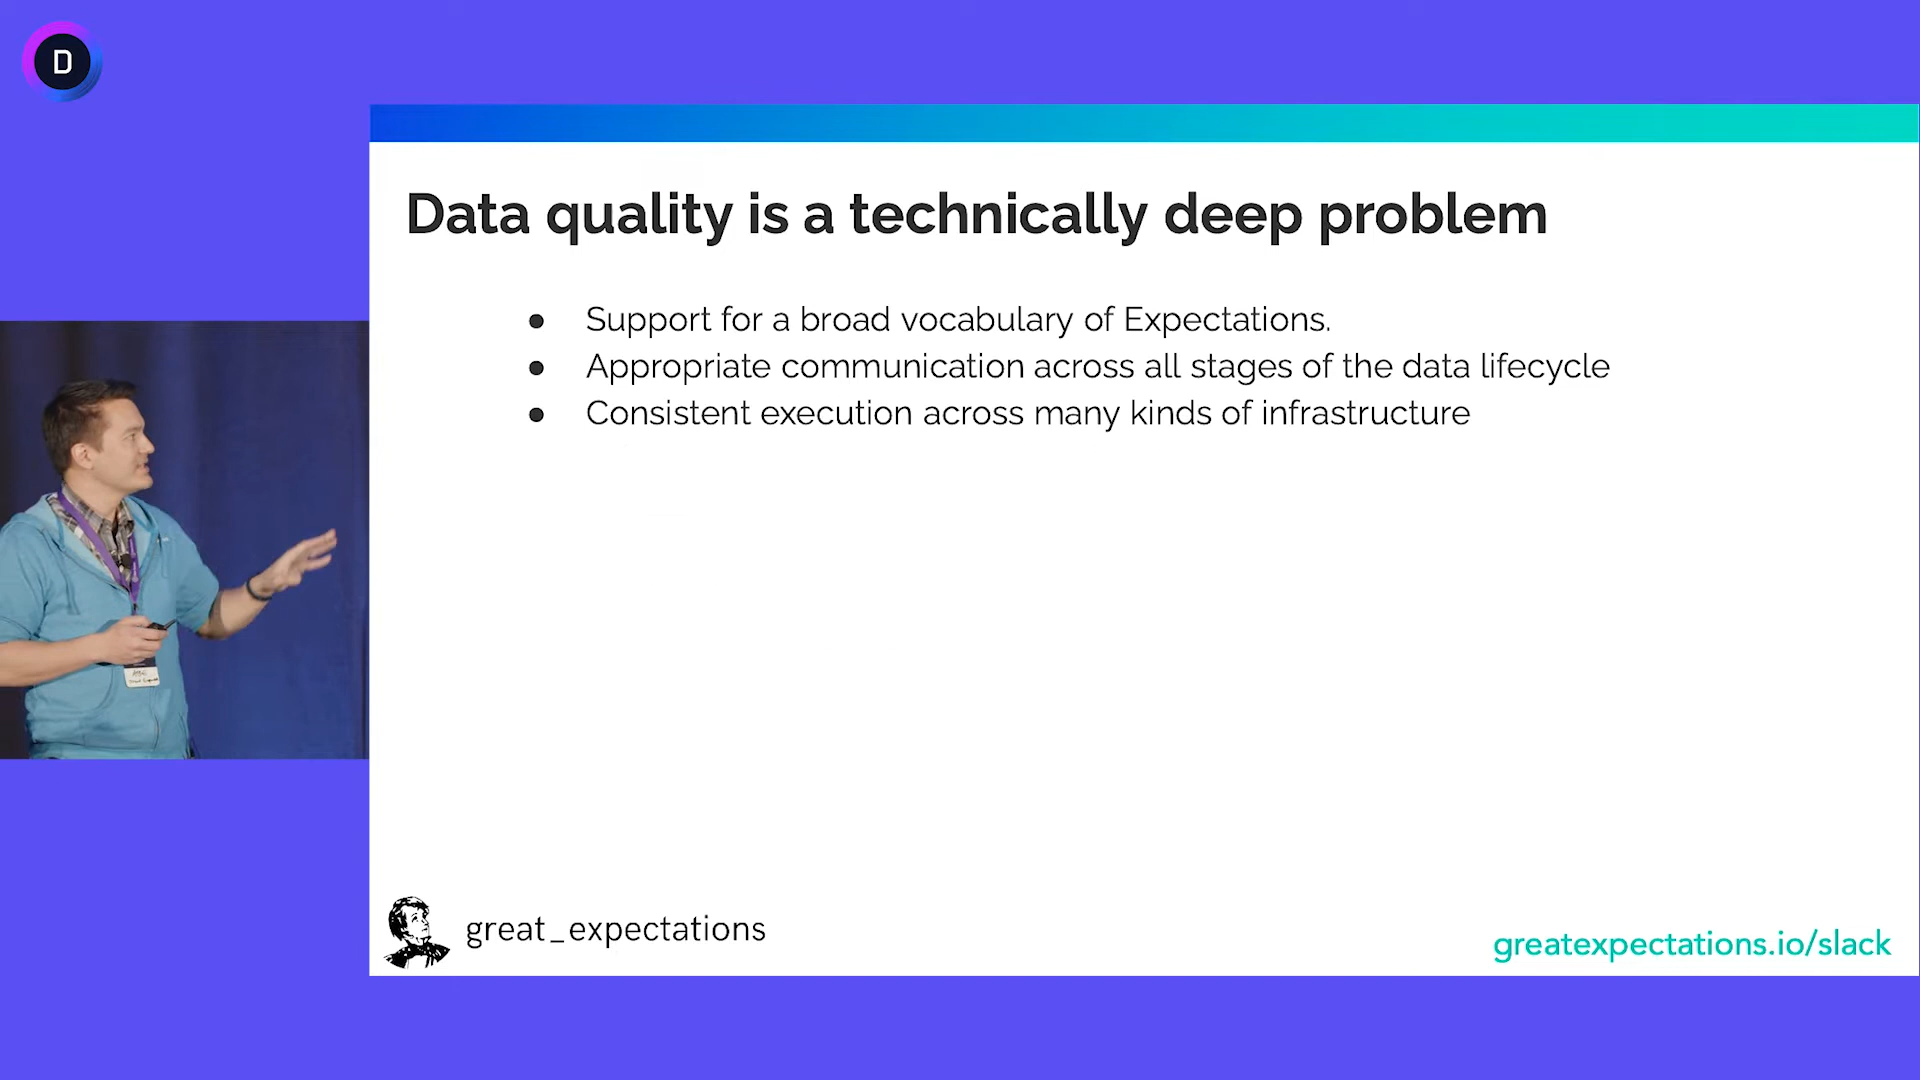 D
Data quality is a technically deep problem
● Support for a broad vocabulary of Expectations.
● Appropriate communication across all stages of the data lifecycle
● Consistent execution across many kinds of infrastructure
great_expectations
greatexpectations.io/slack